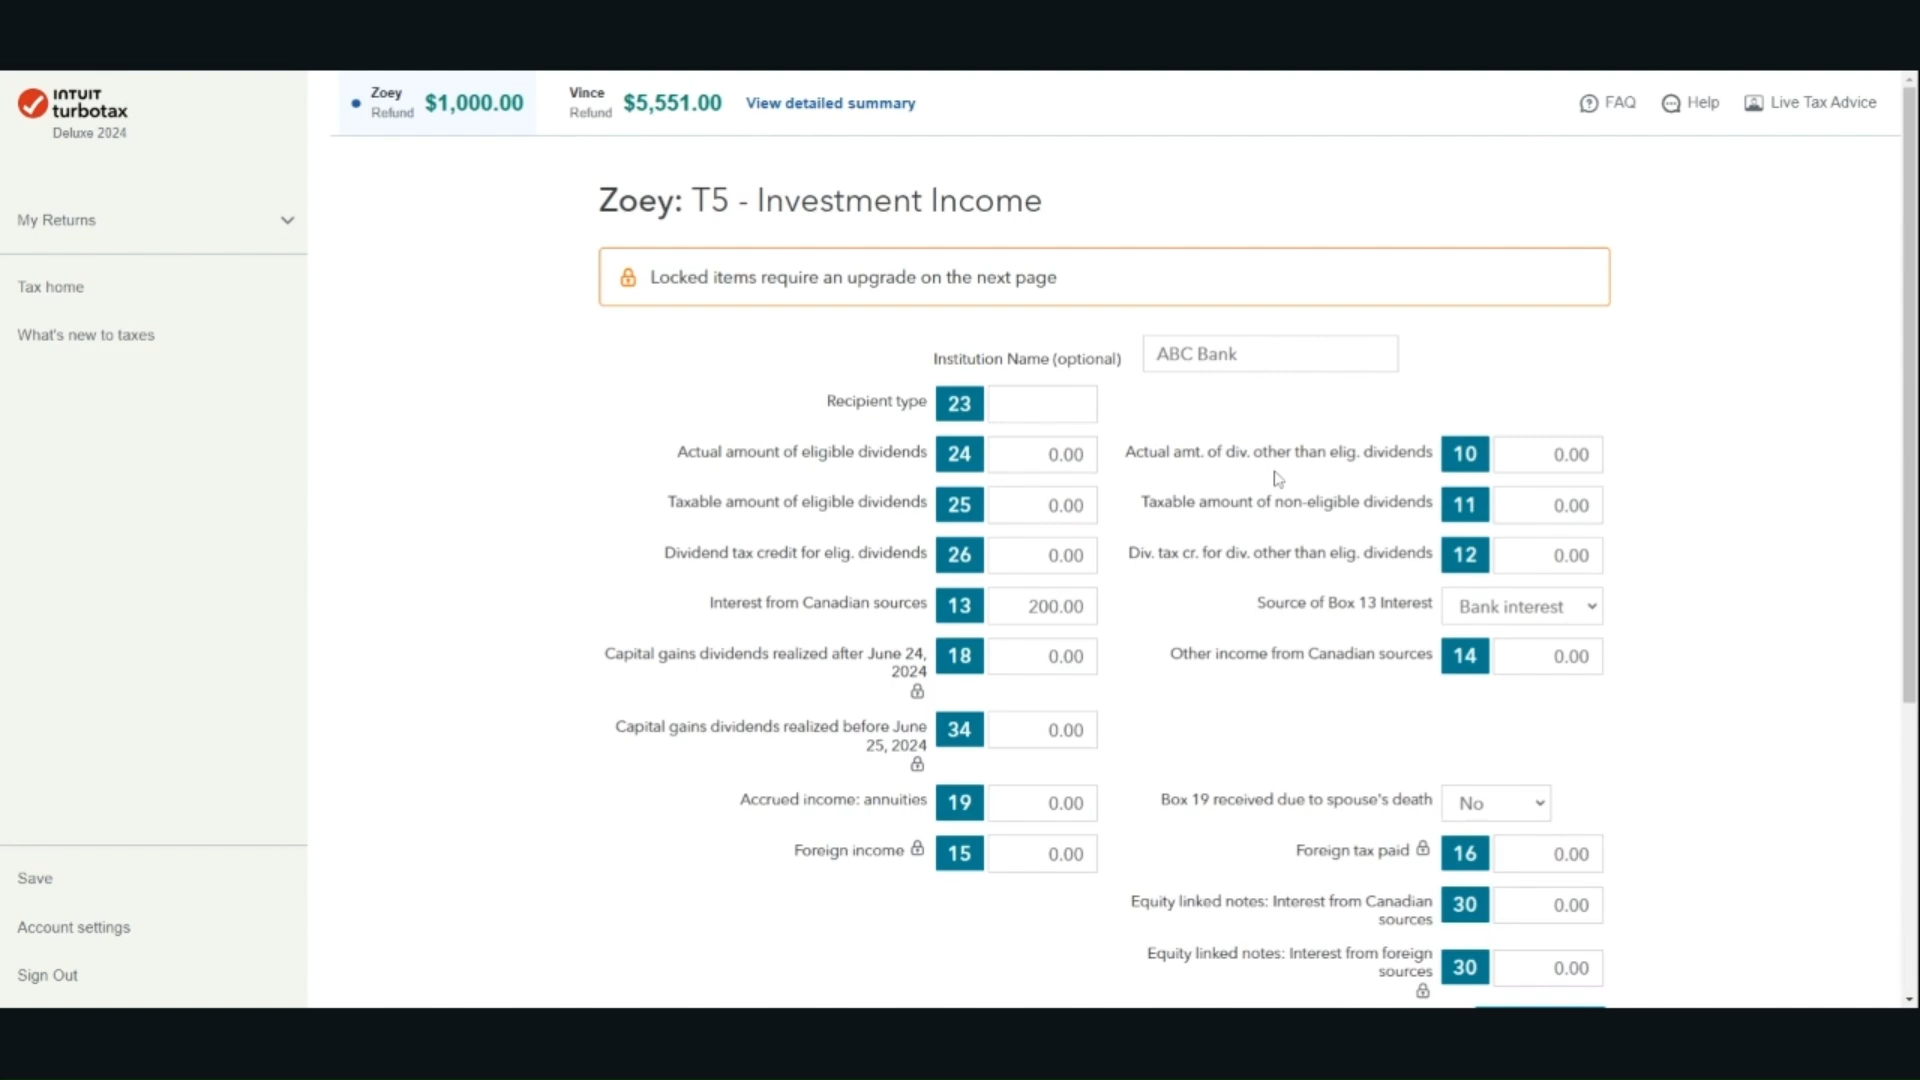 INTUIT
turbotax
Deluxe 2024
Zoey
Refund
$1,000.00
Vince
Refund
$5,551.00
View detailed summary
FAQ
Help
Live Tax Advice
My Returns
Tax home
What's new to taxes
Save
Account settings
Sign Out
Zoey: T5 - Investment Income
Locked items require an upgrade on the next page
Institution Name (optional) ABC Bank
Recipient type 23
Actual amount of eligible dividends 24 0.00 Actual amt. of div. other than elig. dividends 10 0.00
Taxable amount of eligible dividends 25 0.00 Taxable amount of non-eligible dividends 11 0.00
Dividend tax credit for elig. dividends 26 0.00 Div. tax cr. for div. other than elig. dividends 12 0.00
Interest from Canadian sources 13 200.00 Source of Box 13 Interest Bank interest
Capital gains dividends realized after June 24,
2024
18 0.00 Other income from Canadian sources 14 0.00
Capital gains dividends realized before June
25, 2024
34 0.00
Accrued income: annuities 19 0.00 Box 19 received due to spouse's death No
Foreign income 15 0.00 Foreign tax paid 16 0.00
Equity linked notes: Interest from Canadian
sources
30 0.00
Equity linked notes: Interest from foreign
sources
30 0.00